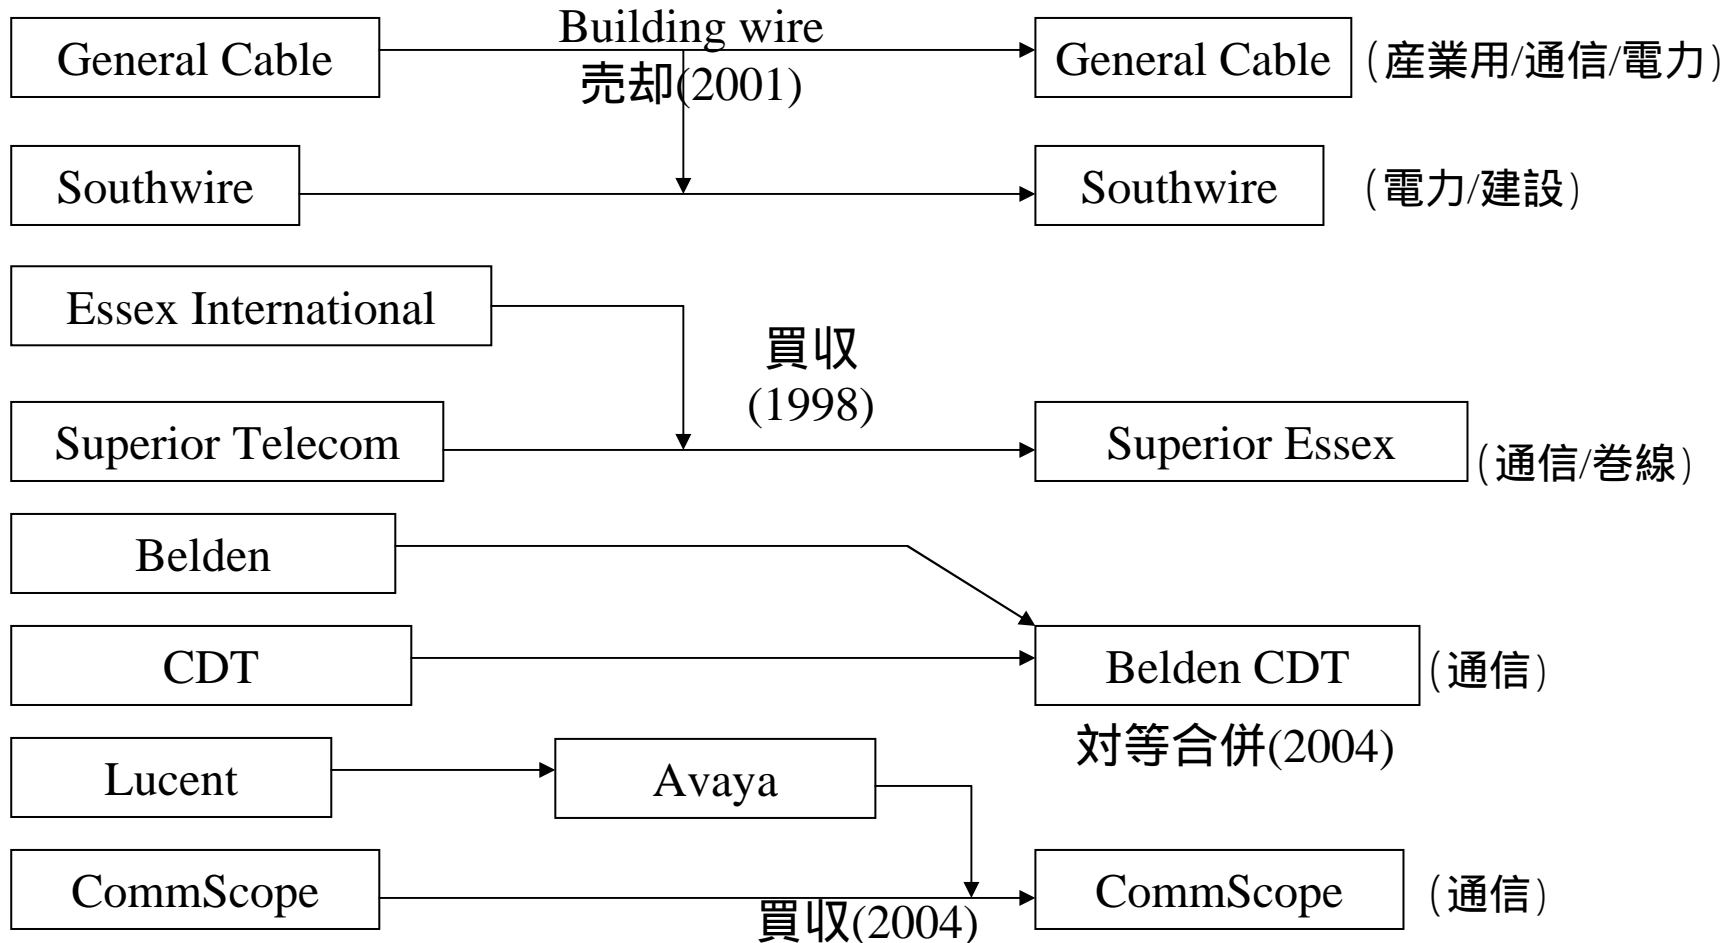 General Cable
Building wire
売却(2001)
General Cable
(産業用/通信/電力)
Southwire
Southwire
(電力/建設)
Essex International
買収
(1998)
Superior Telecom
Superior Essex
(通信/巻線)
Belden
CDT
Belden CDT
(通信)
対等合併(2004)
Lucent
Avaya
CommScope
買収(2004)
CommScope
(通信)